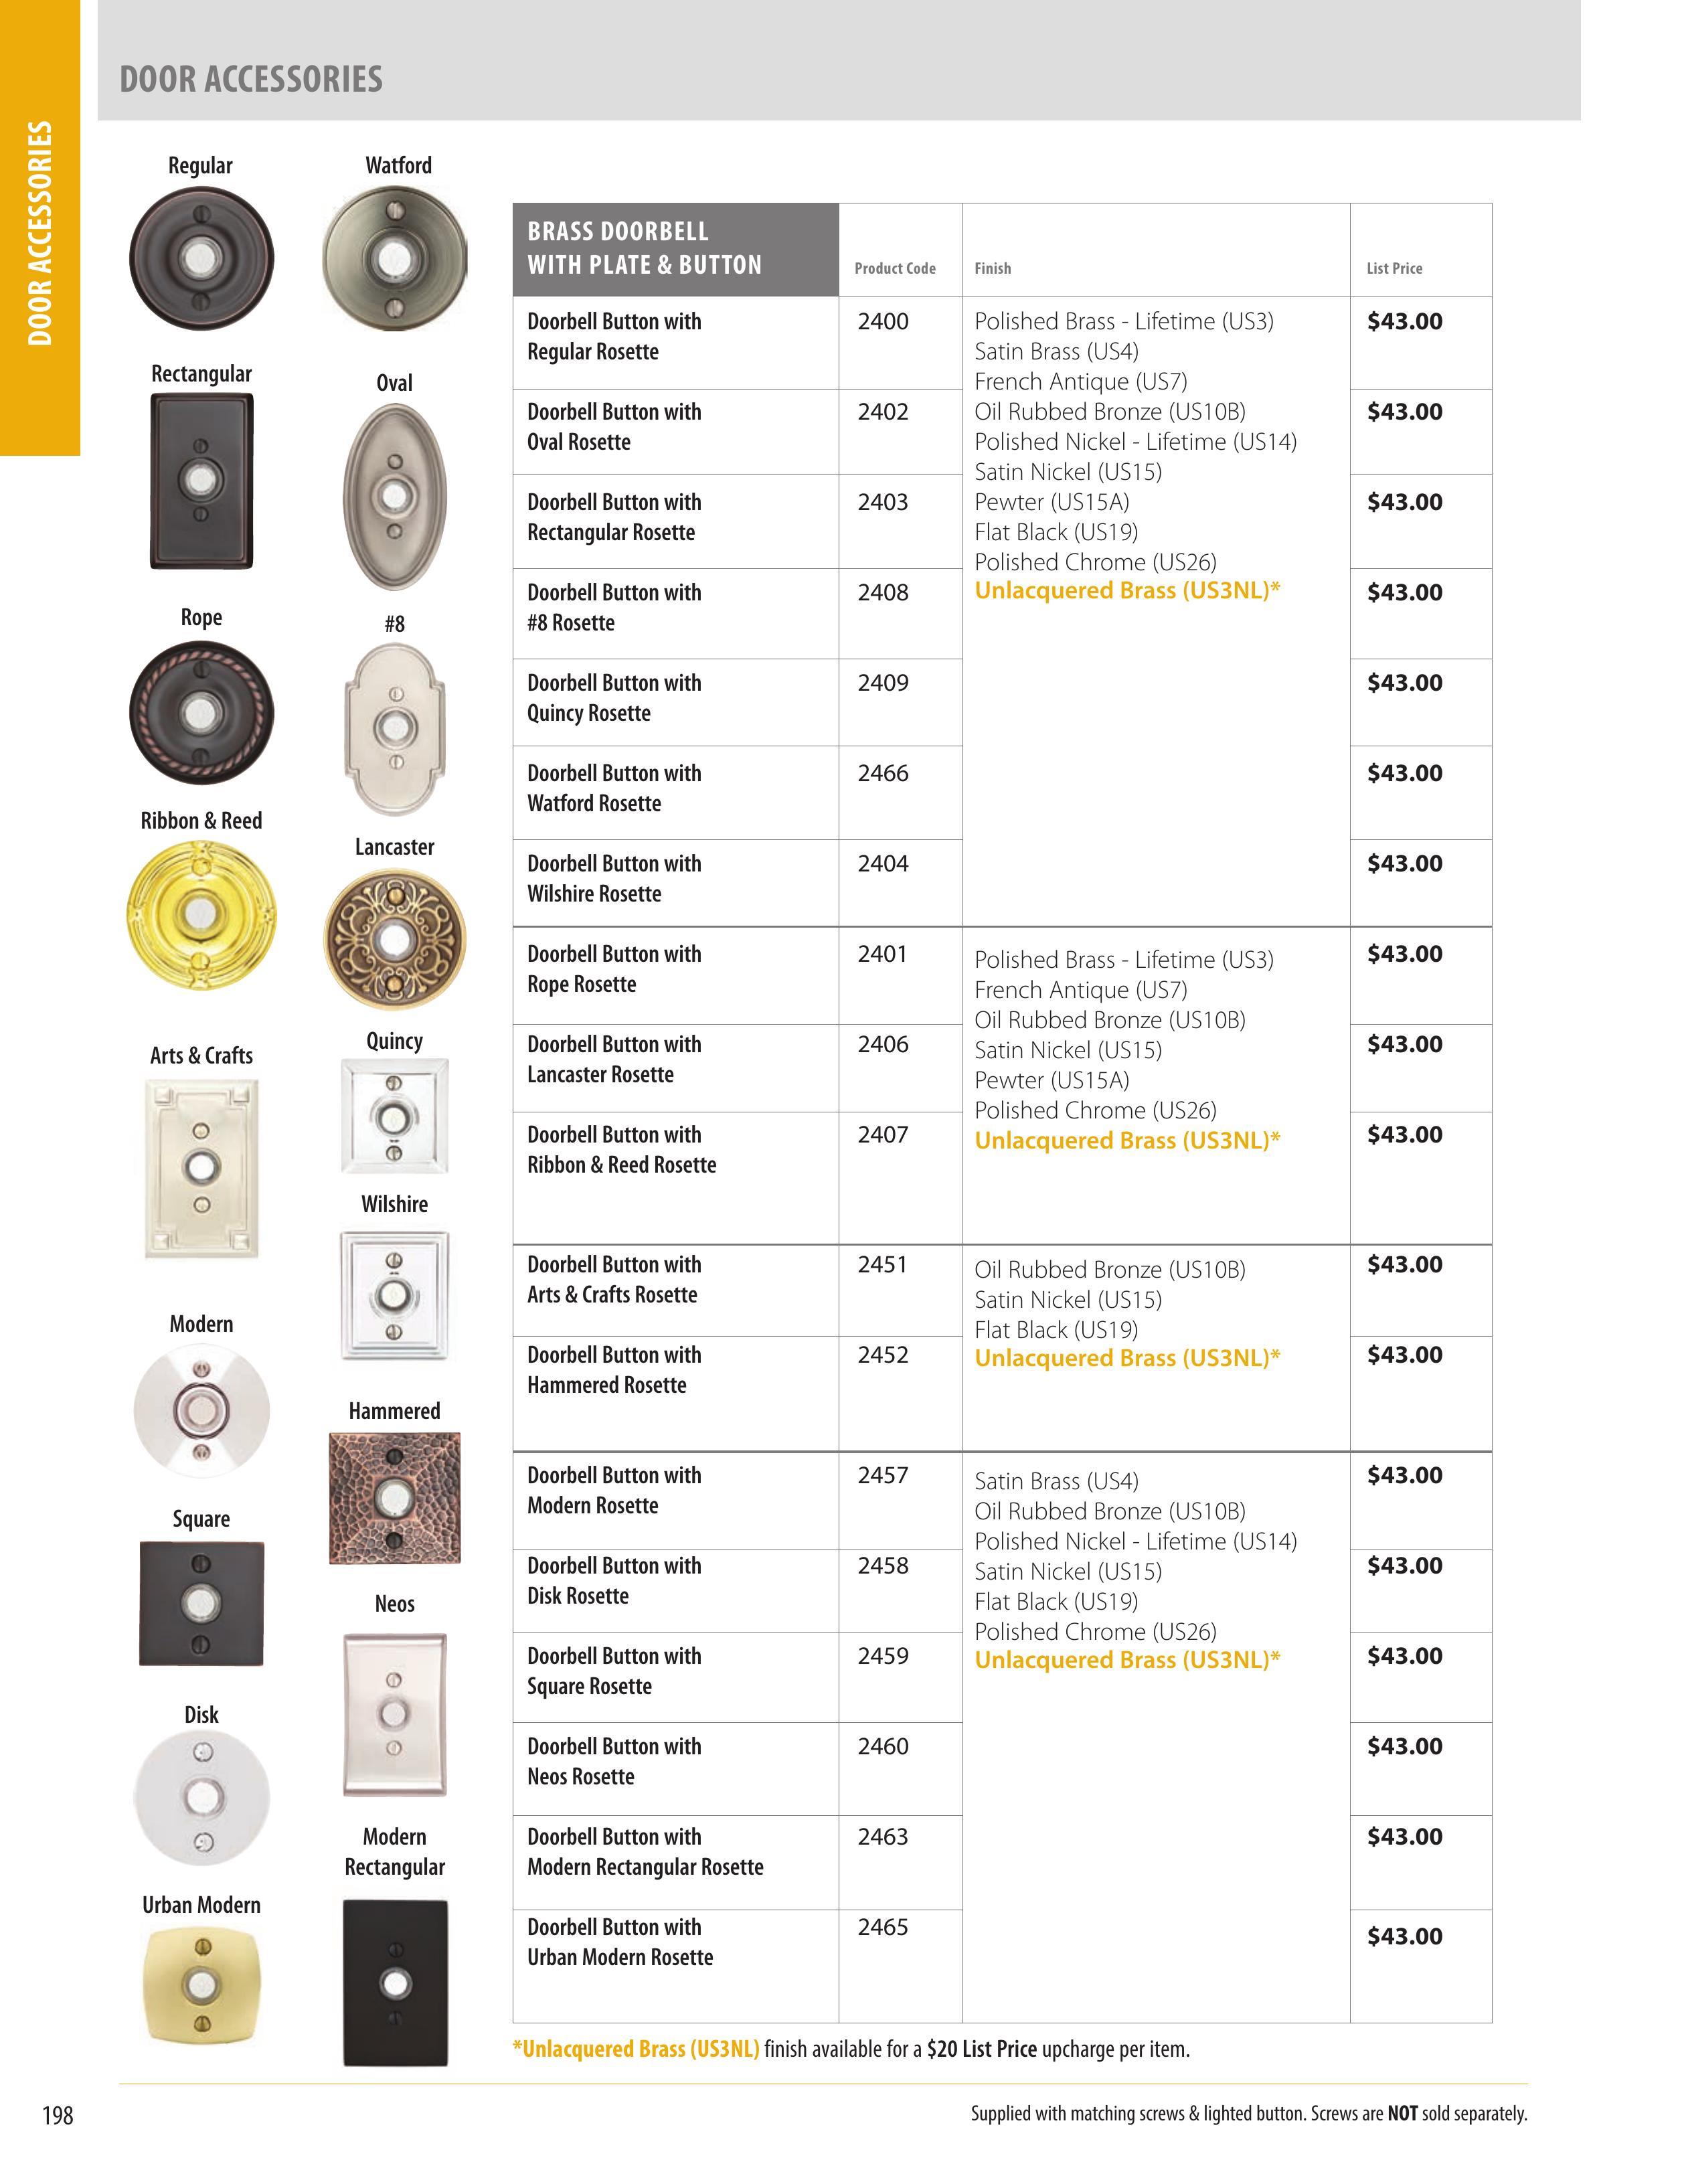 DOOR ACCESSORIES
DOOR ACCESSORIES
Regular
Watford
Rectangular
Oval
Rope
#8
Ribbon & Reed
Lancaster
Arts & Crafts
Quincy
Wilshire
Modern
Hammered
Square
Neos
Disk
Modern
Rectangular
Urban Modern
BRASS DOORBELL
WITH PLATE & BUTTON
Product Code
Finish
List Price
Doorbell Button with
Regular Rosette
2400
$43.00
Doorbell Button with
Oval Rosette
2402
$43.00
Doorbell Button with
Rectangular Rosette
2403
$43.00
Doorbell Button with
#8 Rosette
2408
$43.00
Doorbell Button with
Quincy Rosette
2409
$43.00
Doorbell Button with
Watford Rosette
2466
$43.00
Doorbell Button with
Wilshire Rosette
2404
$43.00
Polished Brass - Lifetime (US3)
Satin Brass (US4)
French Antique (US7)
Oil Rubbed Bronze (US10B)
Polished Nickel - Lifetime (US14)
Satin Nickel (US15)
Pewter (US15A)
Flat Black (US19)
Polished Chrome (US26)
Unlacquered Brass (US3NL)*
Doorbell Button with
Rope Rosette
2401
$43.00
Doorbell Button with
Lancaster Rosette
2406
$43.00
Doorbell Button with
Ribbon & Reed Rosette
2407
$43.00
Polished Brass - Lifetime (US3)
French Antique (US7)
Oil Rubbed Bronze (US10B)
Satin Nickel (US15)
Pewter (US15A)
Polished Chrome (US26)
Unlacquered Brass (US3NL)*
Doorbell Button with
Arts & Crafts Rosette
2451
$43.00
Doorbell Button with
Hammered Rosette
2452
$43.00
Oil Rubbed Bronze (US10B)
Satin Nickel (US15)
Flat Black (US19)
Unlacquered Brass (US3NL)*
Doorbell Button with
Modern Rosette
2457
$43.00
Doorbell Button with
Disk Rosette
2458
$43.00
Doorbell Button with
Square Rosette
2459
$43.00
Doorbell Button with
Neos Rosette
2460
$43.00
Doorbell Button with
Modern Rectangular Rosette
2463
$43.00
Doorbell Button with
Urban Modern Rosette
2465
$43.00
Satin Brass (US4)
Oil Rubbed Bronze (US10B)
Polished Nickel - Lifetime (US14)
Satin Nickel (US15)
Flat Black (US19)
Polished Chrome (US26)
Unlacquered Brass (US3NL)*
*Unlacquered Brass (US3NL) finish available for a $20 List Price upcharge per item.
198
Supplied with matching screws & lighted button. Screws are NOT sold separately.